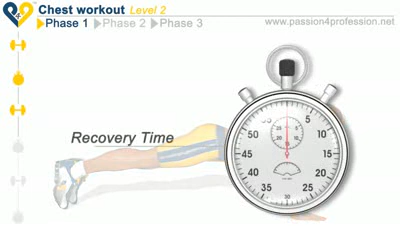 Chest workout Level 2
www.passion4profession.net
Phase 1 Phase 2 Phase 3
Recovery Time
5
10
15
20
25
30
35
40
45
50
55